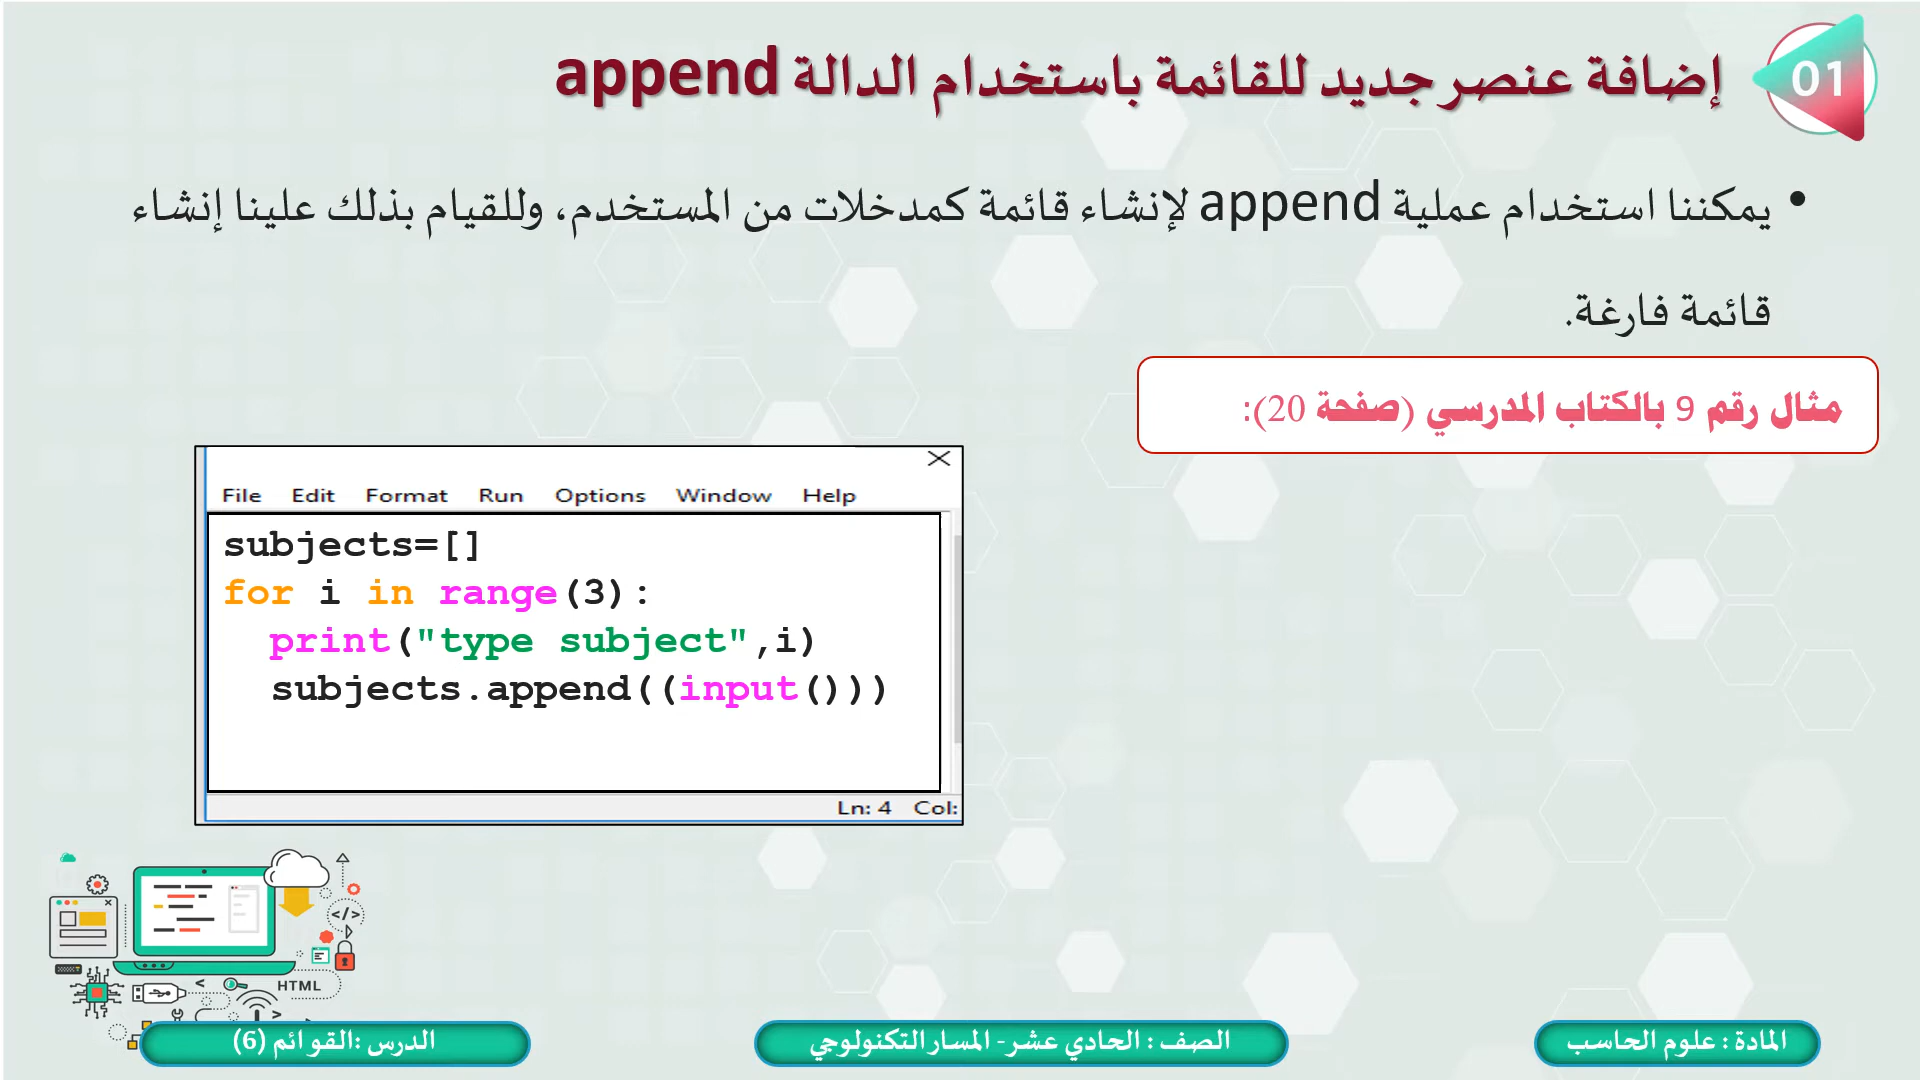 01
إضافة عنصر جديد للقائمة باستخدام الدالة append
• يمكننا استخدام عملية append لإنشاء قائمة كمدخلات من المستخدم، وللقيام بذلك علينا إنشاء
قائمة فارغة.
مثال رقم 9 بالكتاب المدرسي (صفحة 20):
File Edit Format Run Options Window Help
subjects=[]
for i in range(3):
  print("type subject",i)
  subjects.append((input()))
Ln: 4 Col:
</>
HTML
المادة : علوم الحاسب
الصف : الحادي عشر- المسار التكنولوجي
الدرس :القوائم (6)